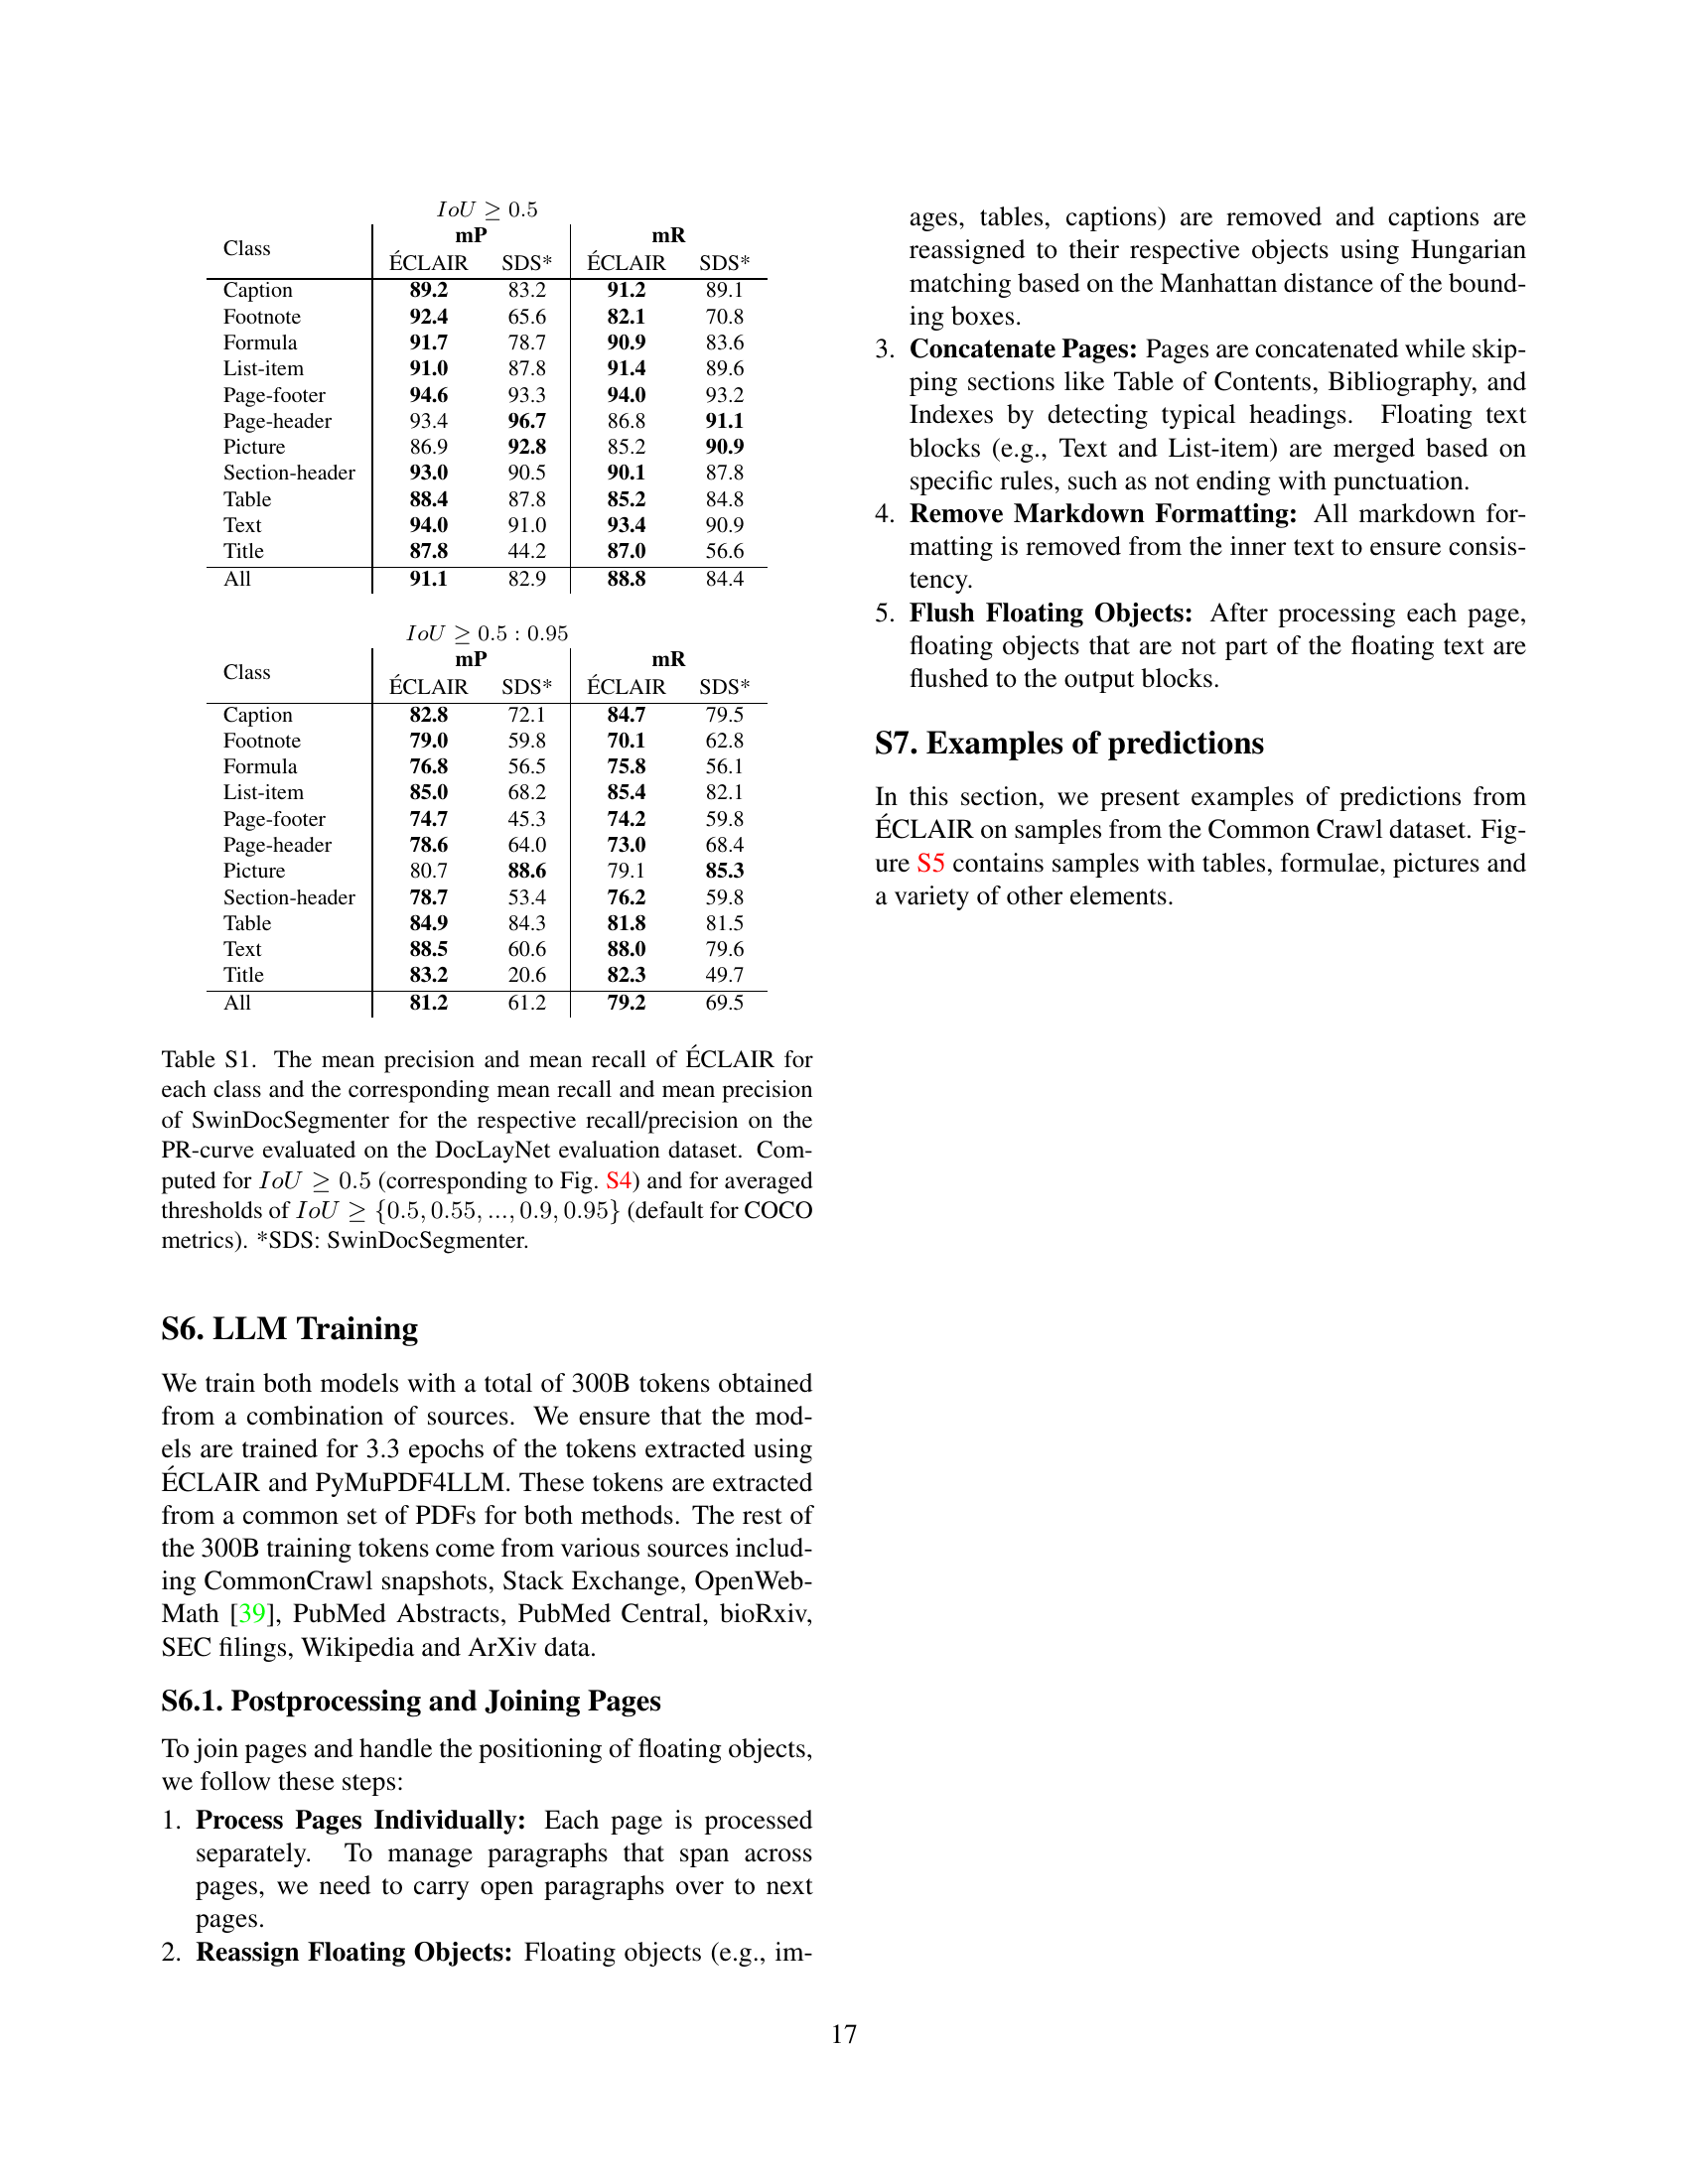 IoU ≥ 0.5
Class mP mR
ÉCLAIR SDS* ÉCLAIR SDS*
Caption 89.2 83.2 91.2 89.1
Footnote 92.4 65.6 82.1 70.8
Formula 91.7 78.7 90.9 83.6
List-item 91.0 87.8 91.4 89.6
Page-footer 94.6 93.3 94.0 93.2
Page-header 93.4 96.7 86.8 91.1
Picture 86.9 92.8 85.2 90.9
Section-header 93.0 90.5 90.1 87.8
Table 88.4 87.8 85.2 84.8
Text 94.0 91.0 93.4 90.9
Title 87.8 44.2 87.0 56.6
All 91.1 82.9 88.8 84.4
IoU ≥ 0.5 : 0.95
Class mP mR
ÉCLAIR SDS* ÉCLAIR SDS*
Caption 82.8 72.1 84.7 79.5
Footnote 79.0 59.8 70.1 62.8
Formula 76.8 56.5 75.8 56.1
List-item 85.0 68.2 85.4 82.1
Page-footer 74.7 45.3 74.2 59.8
Page-header 78.6 64.0 73.0 68.4
Picture 80.7 88.6 79.1 85.3
Section-header 78.7 53.4 76.2 59.8
Table 84.9 84.3 81.8 81.5
Text 88.5 60.6 88.0 79.6
Title 83.2 20.6 82.3 49.7
All 81.2 61.2 79.2 69.5
Table S1. The mean precision and mean recall of ÉCLAIR for
each class and the corresponding mean recall and mean precision
of SwinDocSegmenter for the respective recall/precision on the
PR-curve evaluated on the DocLayNet evaluation dataset. Com-
puted for IoU ≥ 0.5 (corresponding to Fig. S4) and for averaged
thresholds of IoU ≥ {0.5, 0.55, ..., 0.9, 0.95} (default for COCO
metrics). *SDS: SwinDocSegmenter.
S6. LLM Training
We train both models with a total of 300B tokens obtained
from a combination of sources. We ensure that the mod-
els are trained for 3.3 epochs of the tokens extracted using
ÉCLAIR and PyMuPDF4LLM. These tokens are extracted
from a common set of PDFs for both methods. The rest of
the 300B training tokens come from various sources includ-
ing CommonCrawl snapshots, Stack Exchange, OpenWeb-
Math [39], PubMed Abstracts, PubMed Central, bioRxiv,
SEC filings, Wikipedia and ArXiv data.
S6.1. Postprocessing and Joining Pages
To join pages and handle the positioning of floating objects,
we follow these steps:
1. Process Pages Individually: Each page is processed
separately. To manage paragraphs that span across
pages, we need to carry open paragraphs over to next
pages.
2. Reassign Floating Objects: Floating objects (e.g., im-
ages, tables, captions) are removed and captions are
reassigned to their respective objects using Hungarian
matching based on the Manhattan distance of the bound-
ing boxes.
3. Concatenate Pages: Pages are concatenated while skip-
ping sections like Table of Contents, Bibliography, and
Indexes by detecting typical headings. Floating text
blocks (e.g., Text and List-item) are merged based on
specific rules, such as not ending with punctuation.
4. Remove Markdown Formatting: All markdown for-
matting is removed from the inner text to ensure consis-
tency.
5. Flush Floating Objects: After processing each page,
floating objects that are not part of the floating text are
flushed to the output blocks.
S7. Examples of predictions
In this section, we present examples of predictions from
ÉCLAIR on samples from the Common Crawl dataset. Fig-
ure S5 contains samples with tables, formulae, pictures and
a variety of other elements.
17